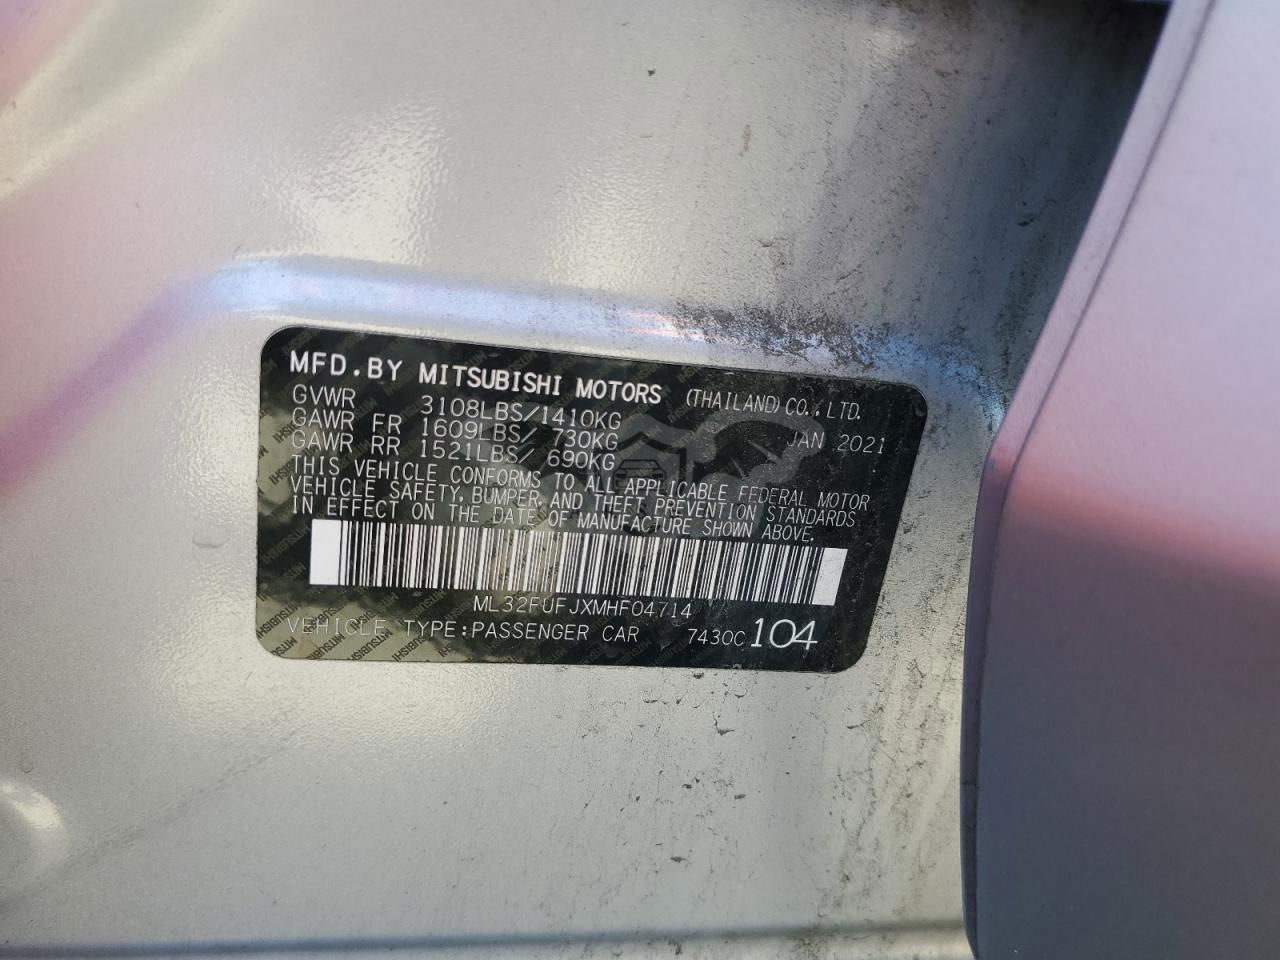 MFD.BY MITSUBISHI MOTORS (THAILAND) CO., LTD.
GVWR 3108LBS/1410KG JAN 2021
GAWR FR 1609LBS/ 730KG
GAWR RR 1521LBS/ 690KG
THIS VEHICLE CONFORMS TO ALL APPLICABLE FEDERAL MOTOR
VEHICLE SAFETY, BUMPER, AND THEFT PREVENTION STANDARDS
IN EFFECT ON THE DATE OF MANUFACTURE SHOWN ABOVE.
ML32FUFJXMHF04714
VEHICLE TYPE:PASSENGER CAR 7430C 104